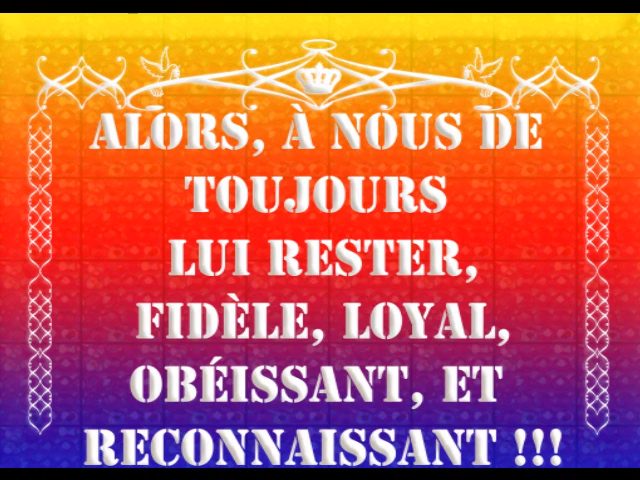 ALORS, À NOUS DE
TOUJOURS
LUI RESTER,
FIDÈLE, LOYAL,
OBÉISSANT, ET
RECONNAISSANT !!!